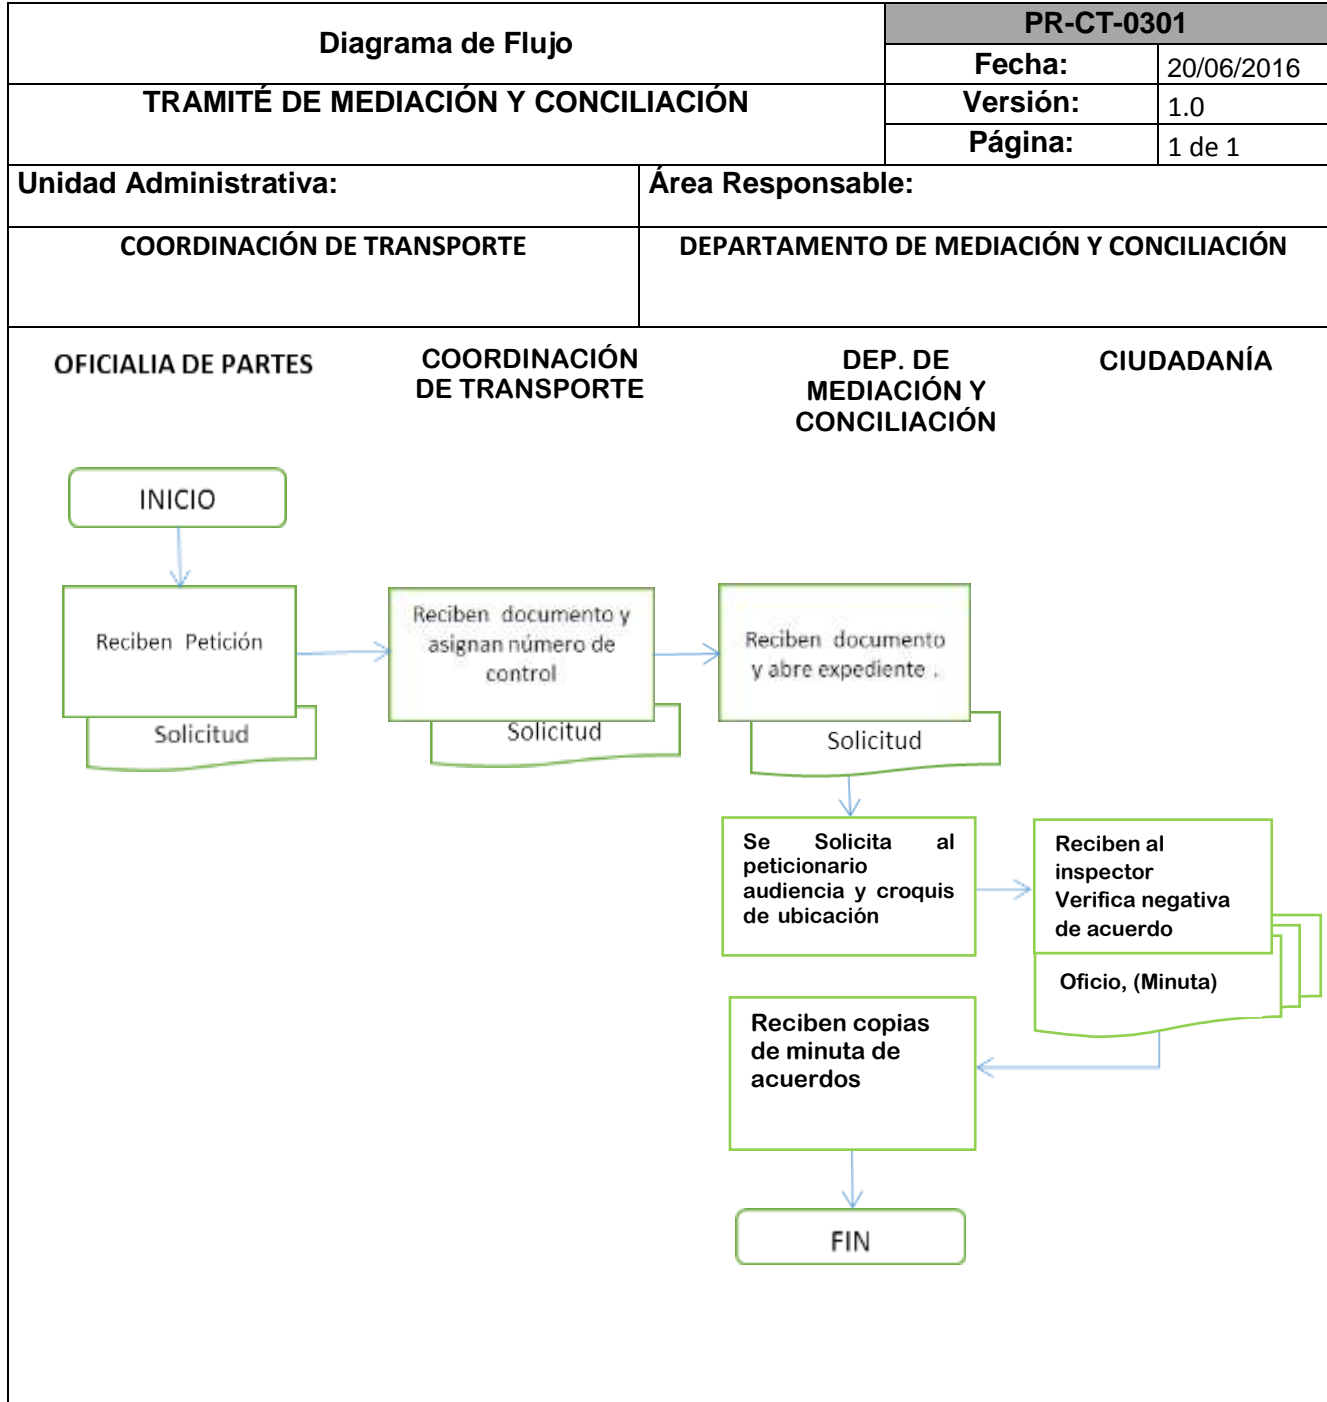 Diagrama de Flujo
PR-CT-0301
Fecha:
20/06/2016
TRAMITÉ DE MEDIACIÓN Y CONCILIACIÓN
Versión:
1.0
Página:
1 de 1
Unidad Administrativa:
Área Responsable:
COORDINACIÓN DE TRANSPORTE
DEPARTAMENTO DE MEDIACIÓN Y CONCILIACIÓN
OFICIALIA DE PARTES
COORDINACIÓN
DE TRANSPORTE
DEP. DE
MEDIACIÓN Y
CONCILIACIÓN
CIUDADANÍA
INICIO
Reciben Petición
Solicitud
Reciben documento y
asignan número de
control
Solicitud
Reciben documento
y abre expediente .
Solicitud
Se Solicita al
peticionario
audiencia y croquis
de ubicación
Reciben al
inspector
Verifica negativa
de acuerdo
Oficio, (Minuta)
Reciben copias
de minuta de
acuerdos
FIN